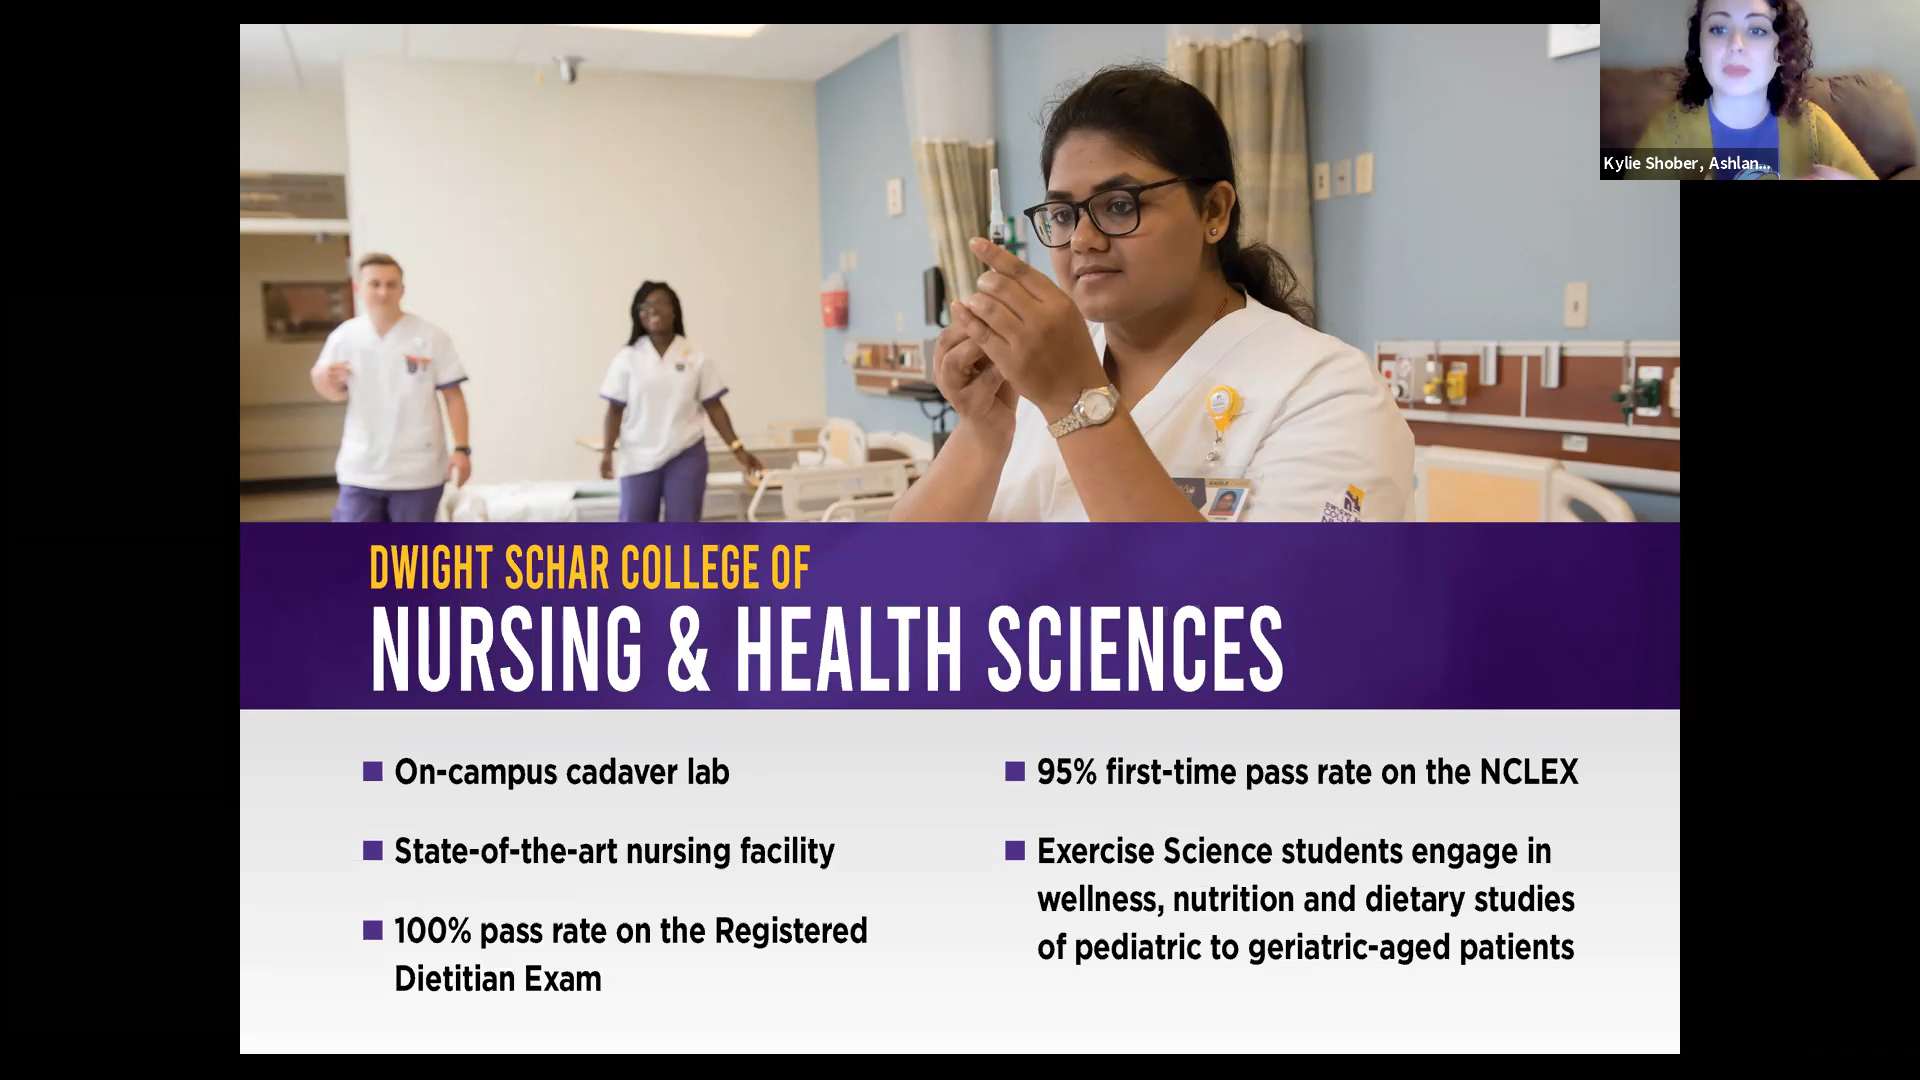 Kylie Shober, Ashlan...
DWIGHT SCHAR COLLEGE OF
NURSING & HEALTH SCIENCES
On-campus cadaver lab
State-of-the-art nursing facility
100% pass rate on the Registered
Dietitian Exam
95% first-time pass rate on the NCLEX
Exercise Science students engage in
wellness, nutrition and dietary studies
of pediatric to geriatric-aged patients